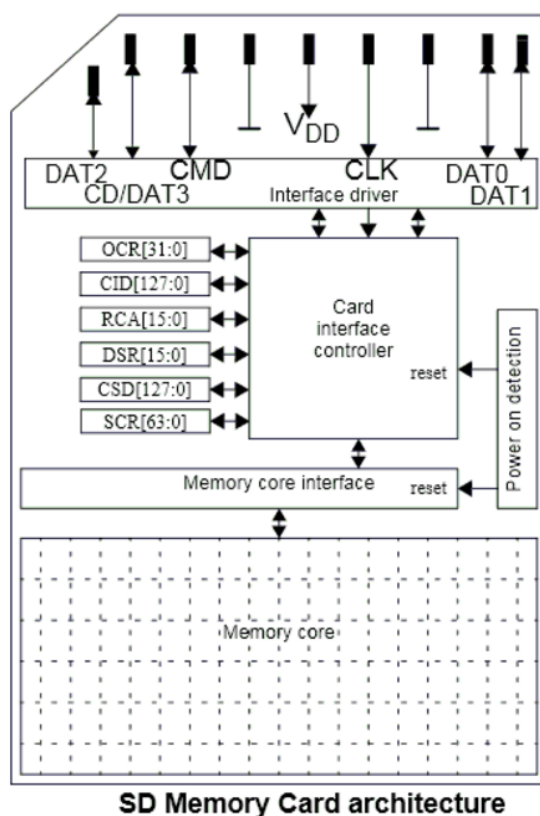 V_DD
DAT2 CMD CLK DAT0
CD/DAT3 Interface driver DAT1
OCR[31:0]
CID[127:0]
RCA[15:0]
DSR[15:0]
CSD[127:0]
SCR[63:0]
Card
interface
controller
reset
Power on detection
Memory core interface
reset
Memory core
SD Memory Card architecture